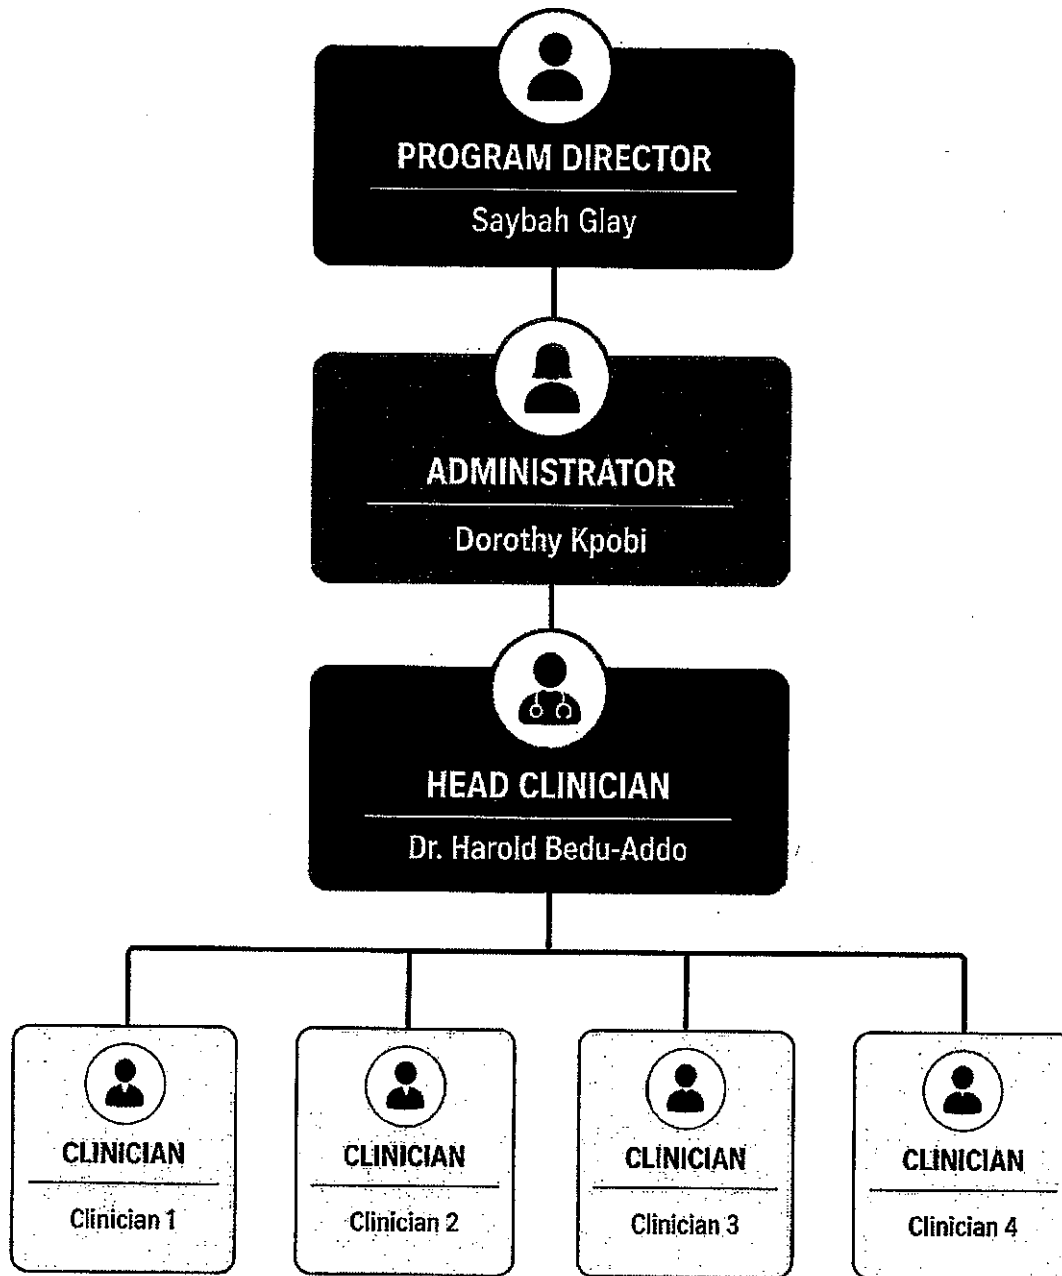 PROGRAM DIRECTOR
Saybah Glay
ADMINISTRATOR
Dorothy Kpobi
HEAD CLINICIAN
Dr. Harold Bedu-Addo
CLINICIAN
Clinician 1
CLINICIAN
Clinician 2
CLINICIAN
Clinician 3
CLINICIAN
Clinician 4